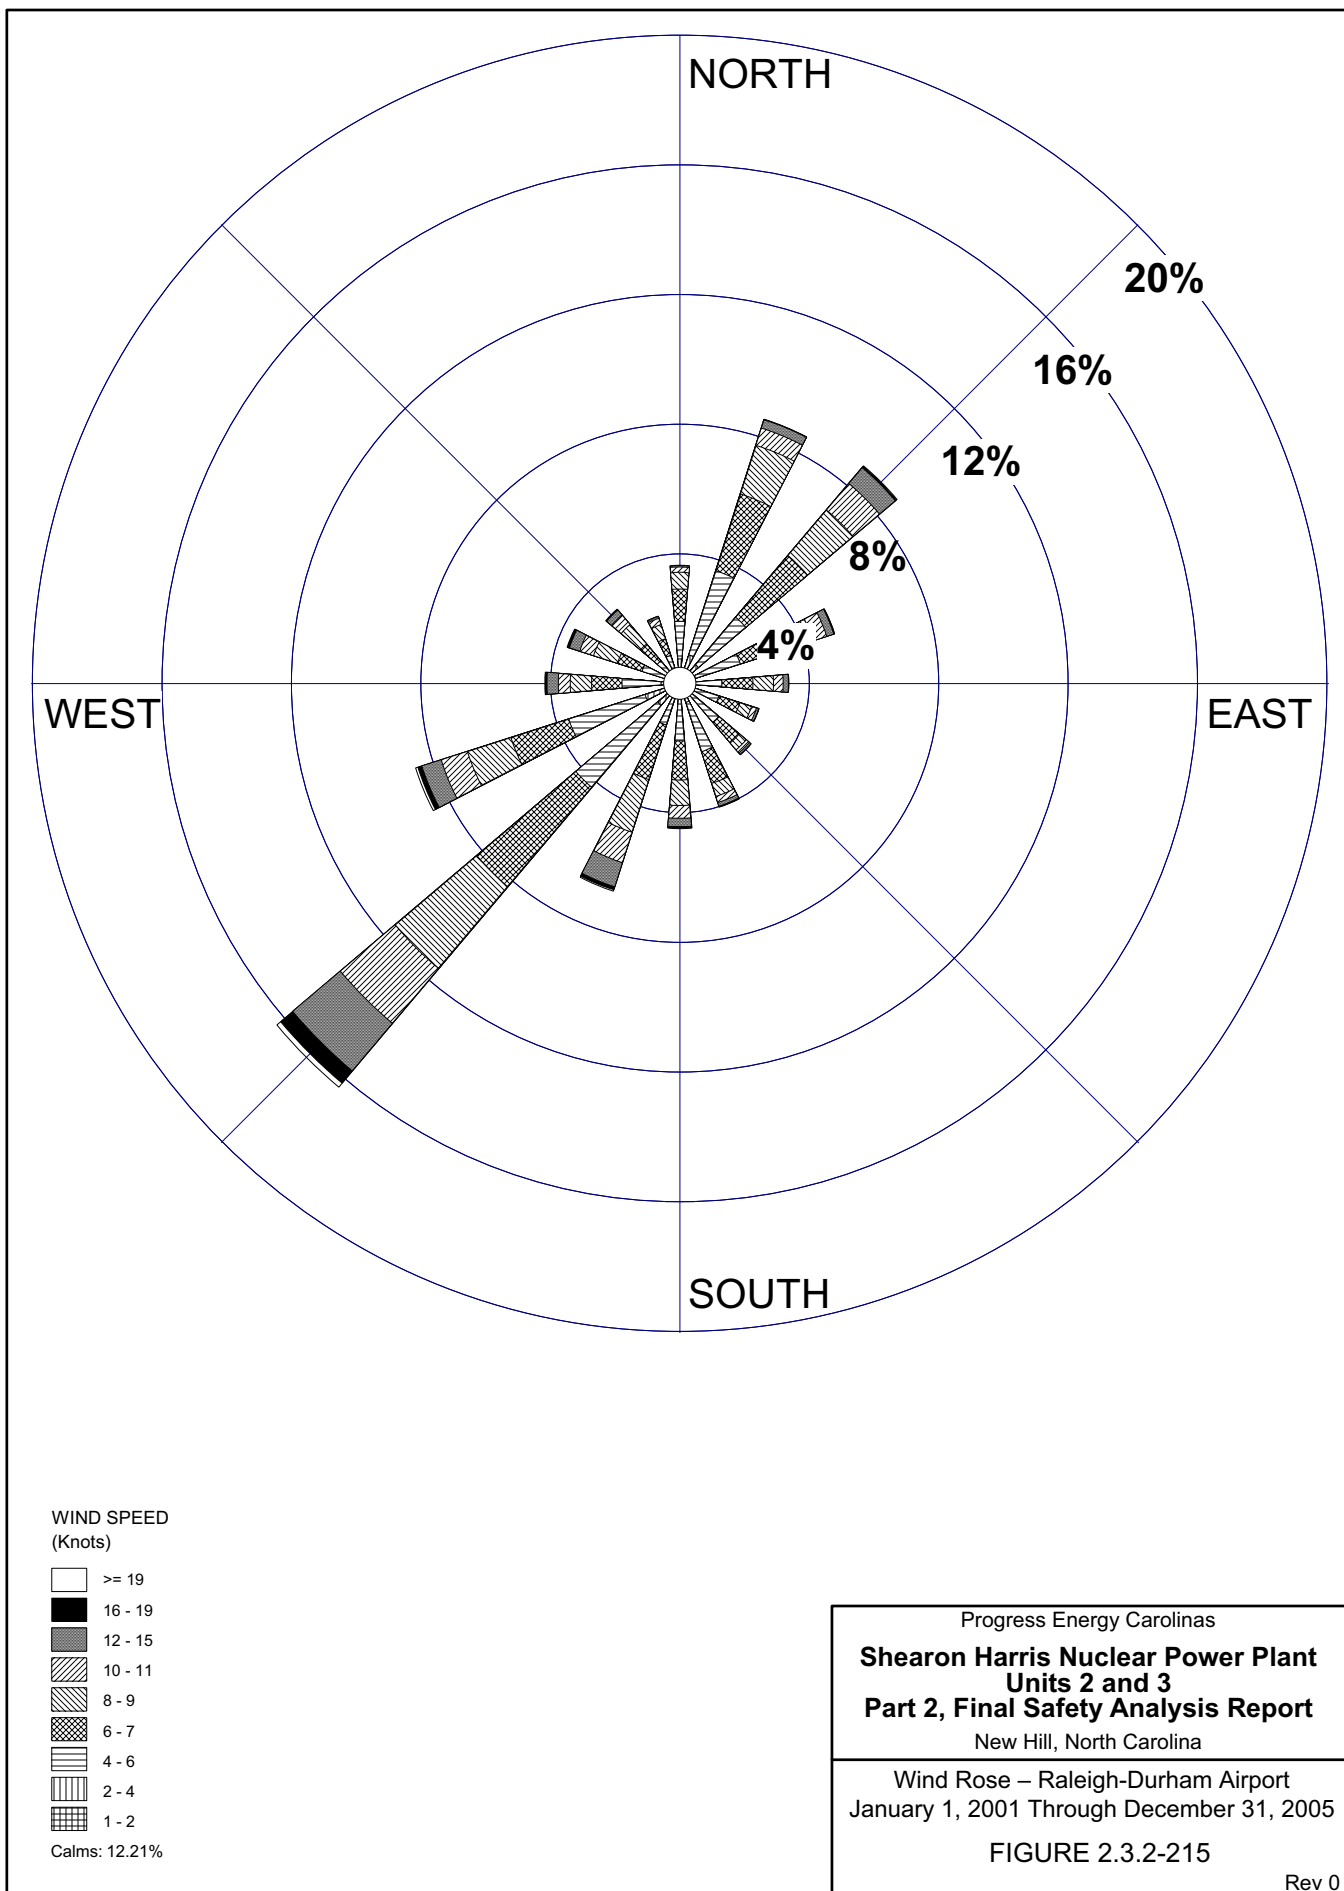 NORTH
20%
16%
12%
8%
4%
WEST
EAST
SOUTH
WIND SPEED
(Knots)
>= 19
16 - 19
12 - 15
10 - 11
8 - 9
6 - 7
4 - 6
2 - 4
1 - 2
Calms: 12.21%
Progress Energy Carolinas
Shearon Harris Nuclear Power Plant
Units 2 and 3
Part 2, Final Safety Analysis Report
New Hill, North Carolina
Wind Rose – Raleigh-Durham Airport
January 1, 2001 Through December 31, 2005
FIGURE 2.3.2-215
Rev 0